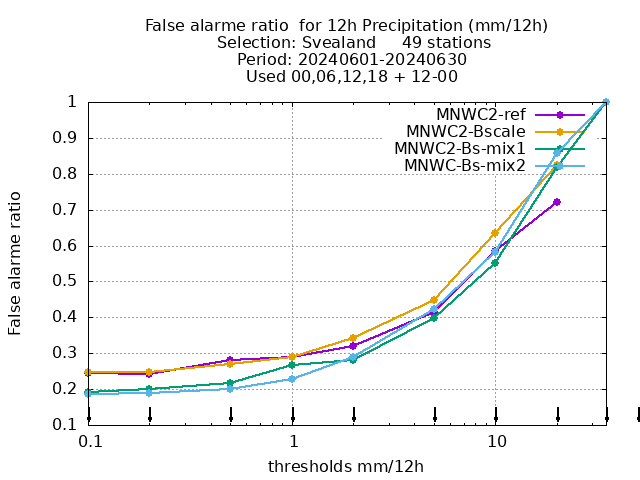 False alarme ratio  for 12h Precipitation (mm/12h)
Selection: Svealand     49 stations
Period: 20240601-20240630
Used 00,06,12,18 + 12-00
MNWC2-ref
MNWC2-Bscale
MNWC2-Bs-mix1
MNWC-Bs-mix2
False alarme ratio
1
0.9
0.8
0.7
0.6
0.5
0.4
0.3
0.2
0.1
0.1 1 10
thresholds mm/12h